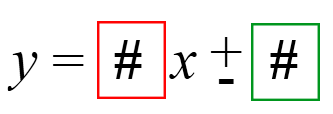 y = # x ± #